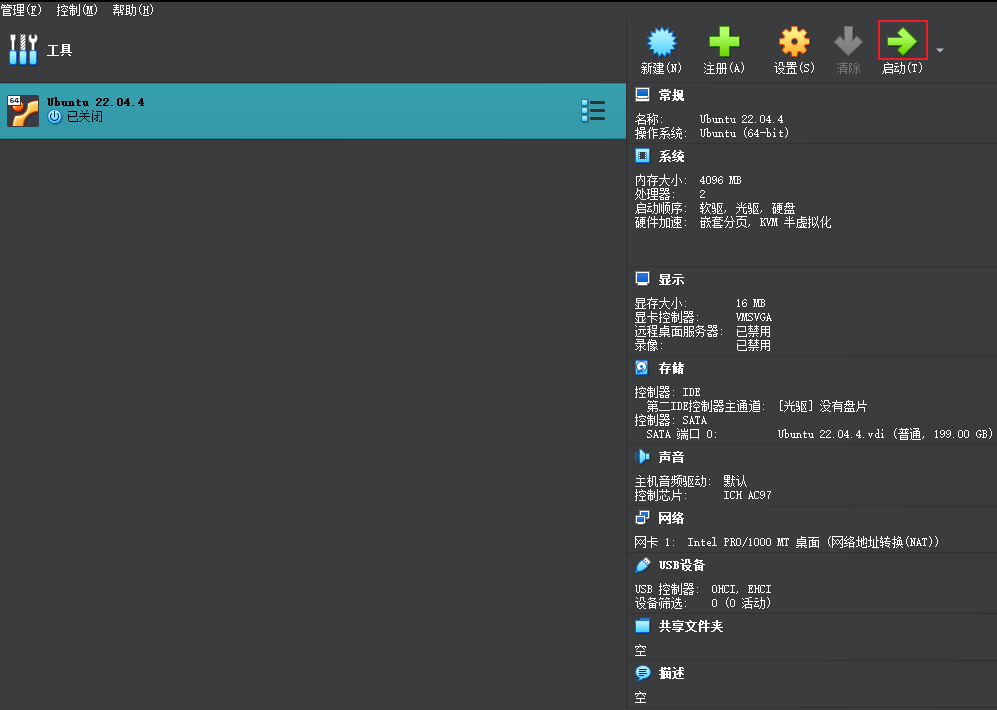 管理(F) 控制(M) 帮助(H)
工具
新建(N) 注册(A) 设置(S) 清除 启动(T)
64
Ubuntu 22.04.4
已关闭
常规
名称: Ubuntu 22.04.4
操作系统: Ubuntu (64-bit)
系统
内存大小: 4096 MB
处理器: 2
启动顺序: 软驱, 光驱, 硬盘
硬件加速: 嵌套分页, KVM 半虚拟化
显示
显存大小: 16 MB
显卡控制器: VMSVGA
远程桌面服务器: 已禁用
录像: 已禁用
存储
控制器: IDE
第二IDE控制器主通道: [光驱] 没有盘片
控制器: SATA
SATA 端口 0: Ubuntu 22.04.4.vdi (普通, 199.00 GB)
声音
主机音频驱动: 默认
控制芯片: ICH AC97
网络
网卡 1: Intel PRO/1000 MT 桌面 (网络地址转换(NAT))
USB设备
USB 控制器: OHCI, EHCI
设备筛选: 0 (0 活动)
共享文件夹
空
描述
空